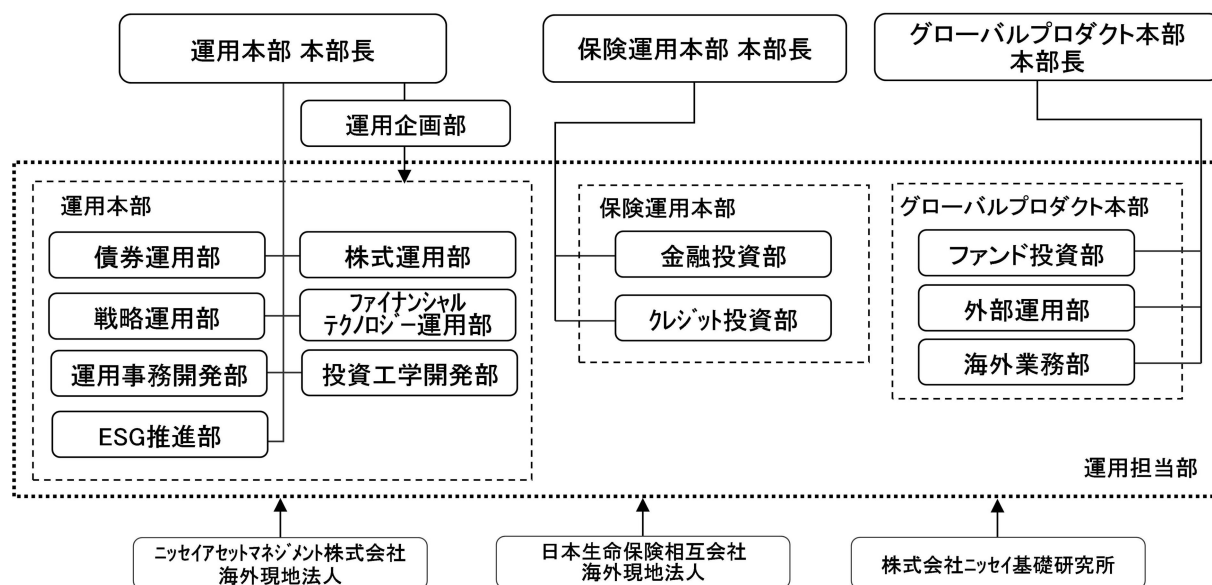 運用本部 本部長
保険運用本部 本部長
グローバルプロダクト本部
本部長
運用企画部
運用本部
債券運用部
株式運用部
戦略運用部
ファイナンシャル
テクノロジー運用部
運用事務開発部
投資工学開発部
ESG推進部
保険運用本部
金融投資部
クレジット投資部
グローバルプロダクト本部
ファンド投資部
外部運用部
海外業務部
運用担当部
ニッセイアセットマネジメント株式会社
海外現地法人
日本生命保険相互会社
海外現地法人
株式会社ニッセイ基礎研究所